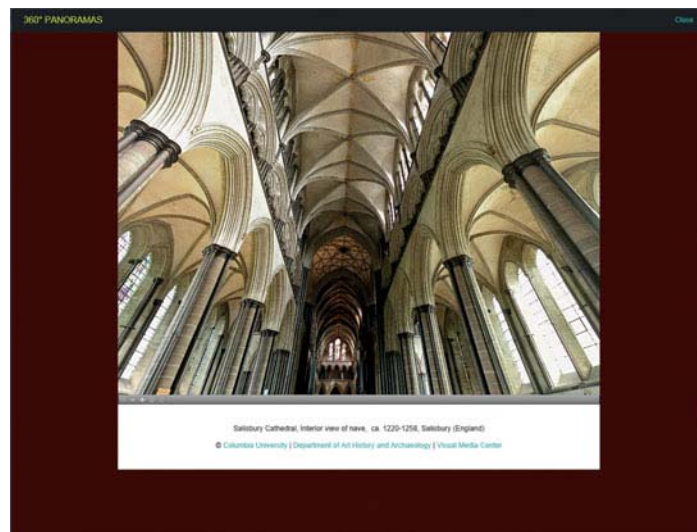 360° PANORAMAS
Close
Salisbury Cathedral, Interior view of nave, ca. 1220-1258, Salisbury (England)
© Columbia University | Department of Art History and Archaeology | Visual Media Center